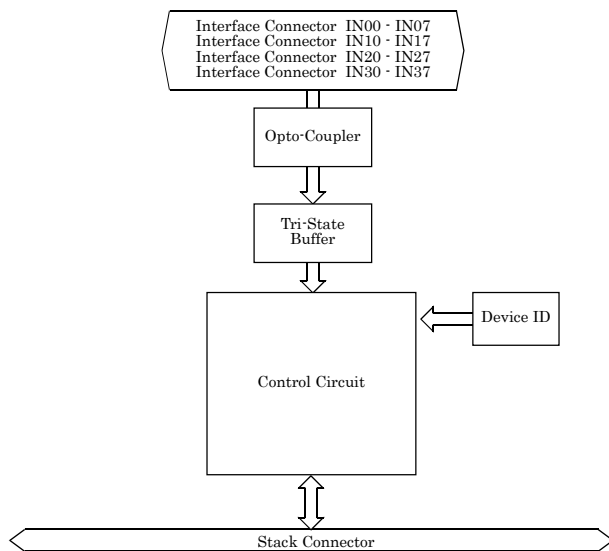 Interface Connector IN00 - IN07
Interface Connector IN10 - IN17
Interface Connector IN20 - IN27
Interface Connector IN30 - IN37
Opto-Coupler
Tri-State
Buffer
Device ID
Control Circuit
Stack Connector